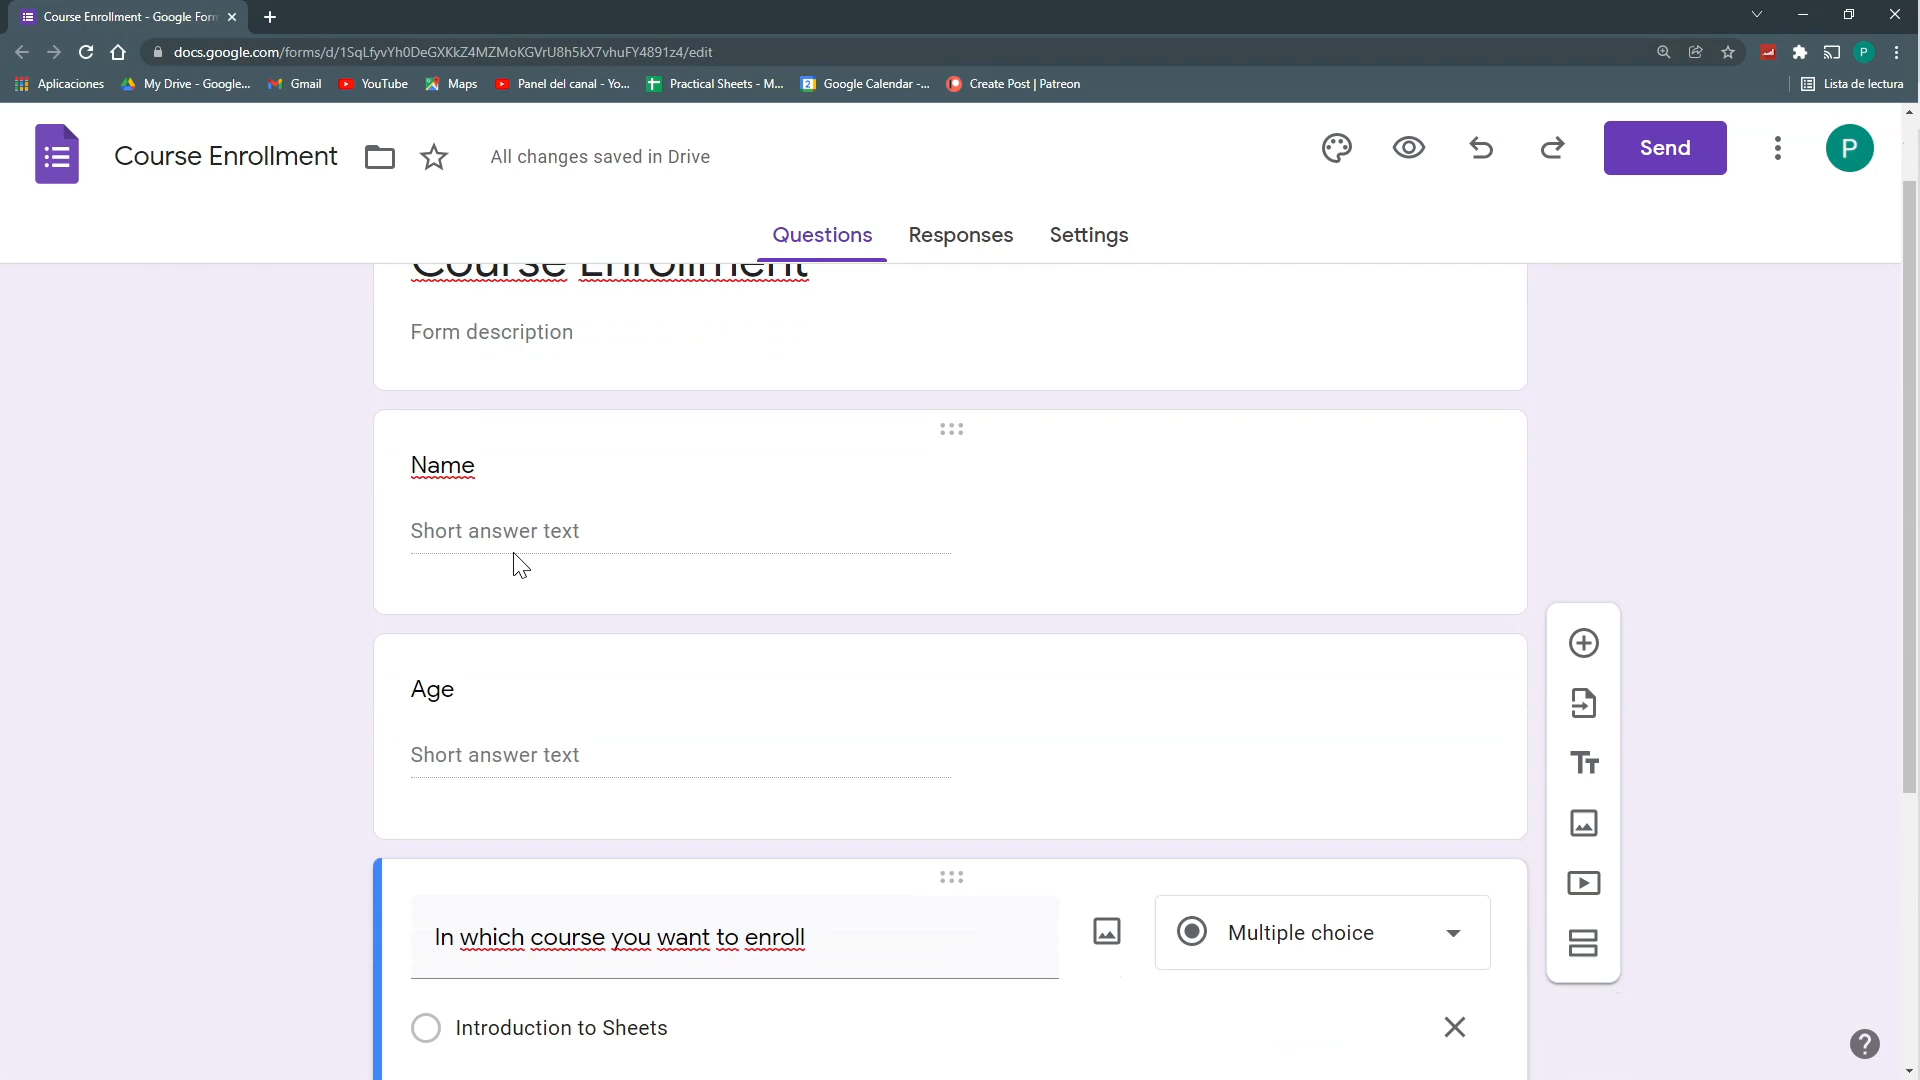 Course Enrollment - Google Forn
docs.google.com/forms/d/1SqLfyvYh0DeGXKkZ4MZMoKGVrU8h5kX7vhuFY4891z4/edit
P
Aplicaciones
My Drive - Google...
Gmail
YouTube
Maps
Panel del canal - Yo...
Practical Sheets - M...
Google Calendar -...
Create Post | Patreon
Lista de lectura
Course Enrollment
All changes saved in Drive
Send
P
Questions
Responses
Settings
Course Enrollment
Form description
Name
Short answer text
Age
Short answer text
In which course you want to enroll
Multiple choice
Introduction to Sheets